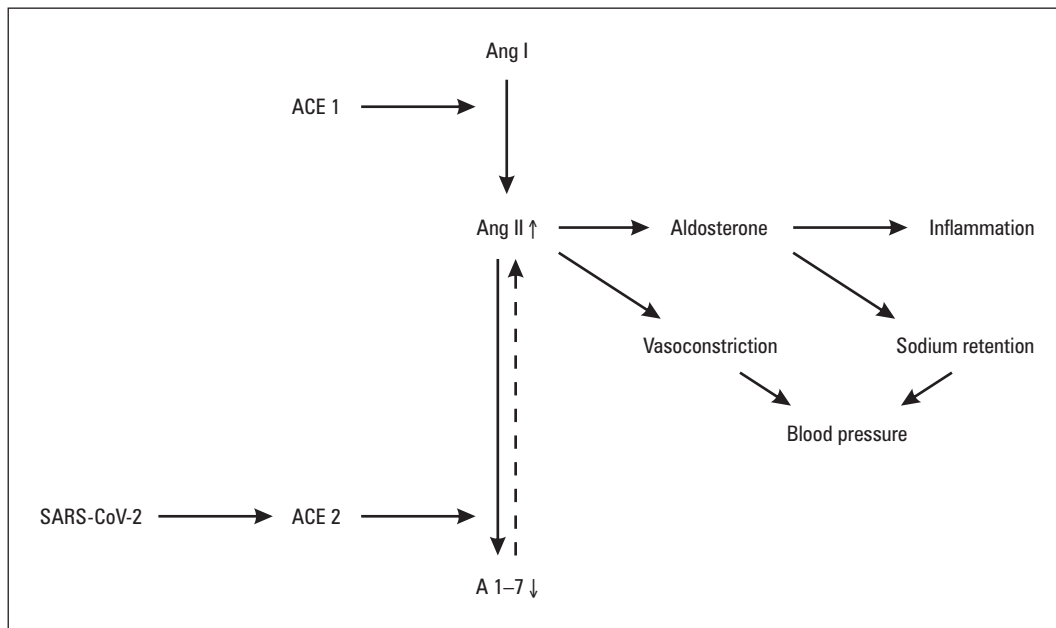 Ang I
ACE 1
Ang II ↑
Aldosterone
Inflammation
Vasoconstriction
Sodium retention
Blood pressure
SARS-CoV-2
ACE 2
A 1–7 ↓